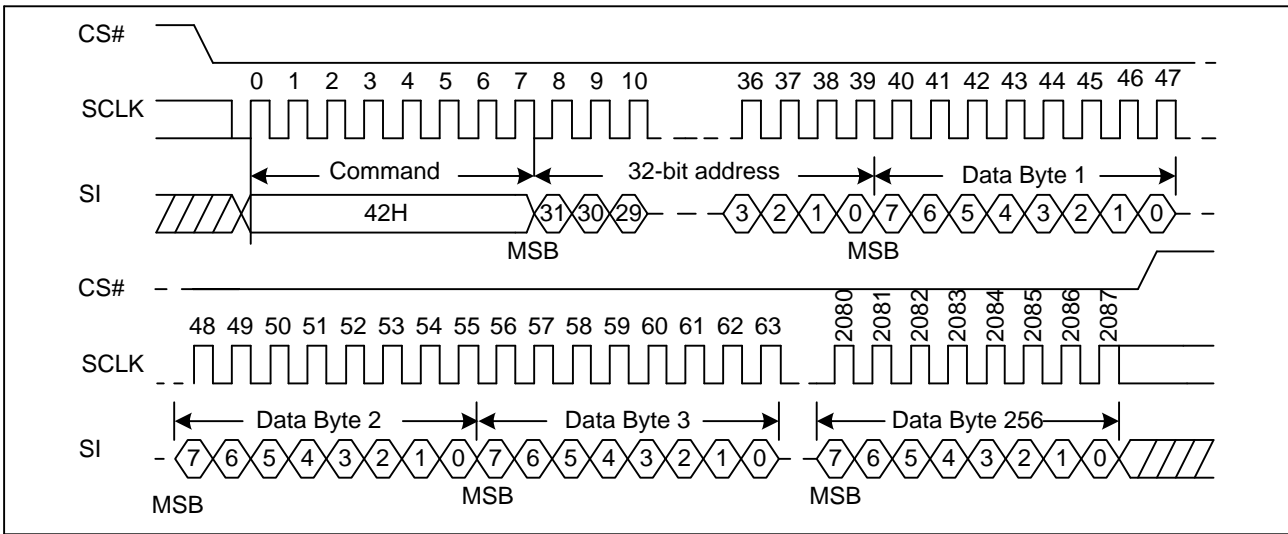 CS#
0 1 2 3 4 5 6 7 8 9 10 36 37 38 39 40 41 42 43 44 45 46 47
SCLK
Command 32-bit address Data Byte 1
SI
42H 31 30 29 3 2 1 0 7 6 5 4 3 2 1 0
MSB MSB
CS#
48 49 50 51 52 53 54 55 56 57 58 59 60 61 62 63 2080 2081 2082 2083 2084 2085 2086 2087
SCLK
Data Byte 2 Data Byte 3 Data Byte 256
SI
7 6 5 4 3 2 1 0 7 6 5 4 3 2 1 0 7 6 5 4 3 2 1 0
MSB MSB MSB